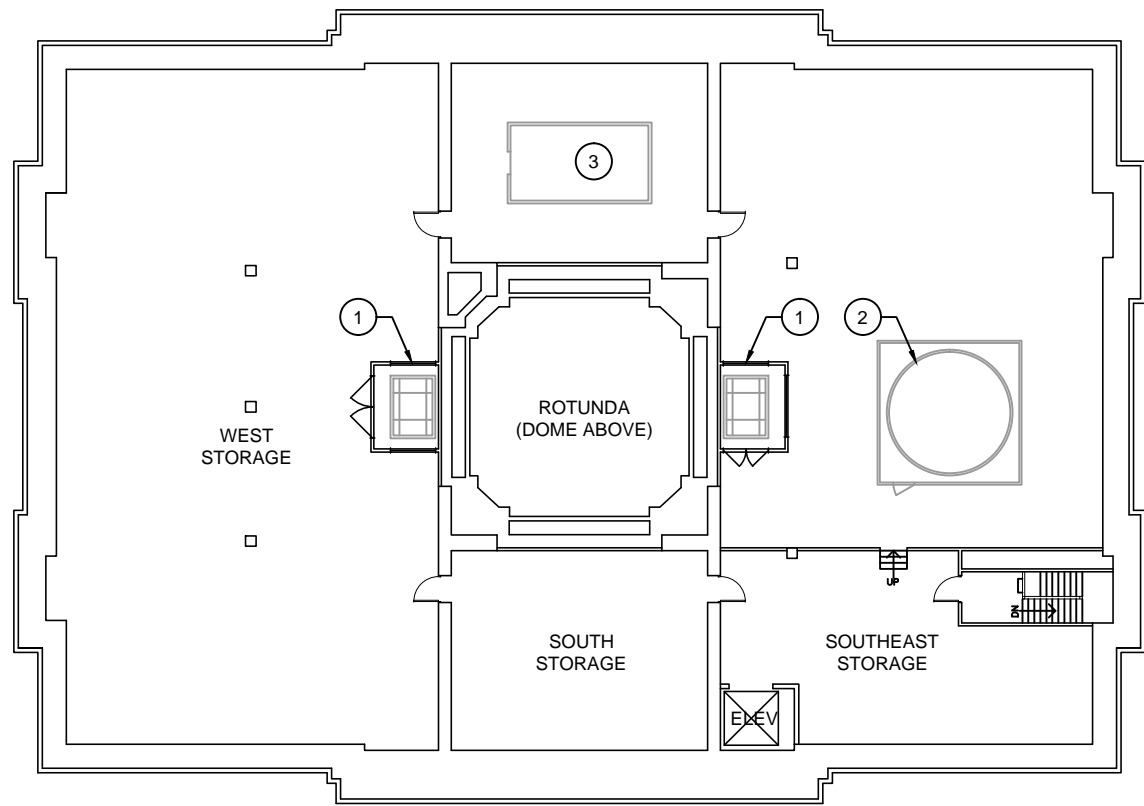 3
1
1
2
ROTUNDA
(DOME ABOVE)
WEST
STORAGE
UP
DN
SOUTH
STORAGE
SOUTHEAST
STORAGE
ELEV